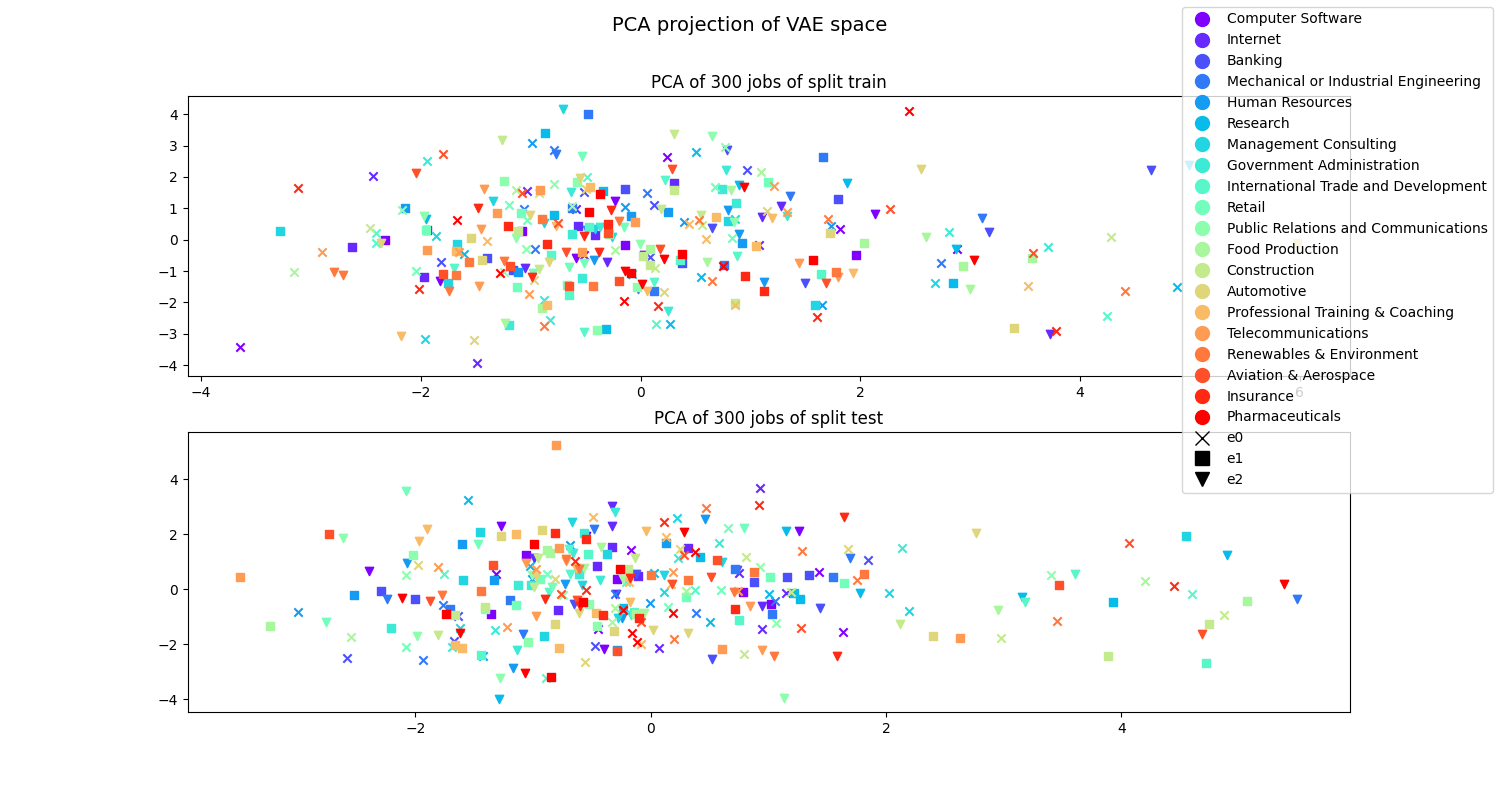 PCA projection of VAE space
PCA of 300 jobs of split train
4
3
2
1
0
−1
−2
−3
−4
−4
−2
0
2
4
6
PCA of 300 jobs of split test
4
2
0
−2
−4
−2
0
2
4
Computer Software
Internet
Banking
Mechanical or Industrial Engineering
Human Resources
Research
Management Consulting
Government Administration
International Trade and Development
Retail
Public Relations and Communications
Food Production
Construction
Automotive
Professional Training & Coaching
Telecommunications
Renewables & Environment
Aviation & Aerospace
Insurance
Pharmaceuticals
e0
e1
e2